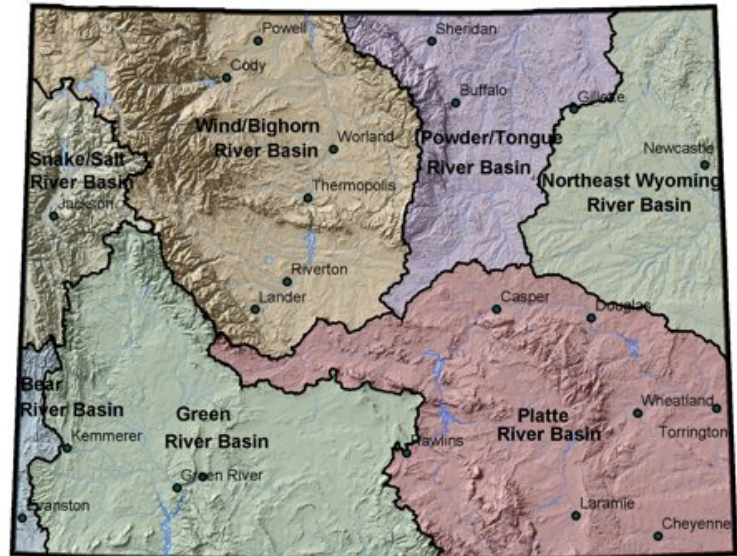 Powell
Sheridan
Cody
Buffalo
Gillette
Wind/Bighorn
River Basin
Worland
Powder/Tongue
River Basin
Newcastle
Snake/Salt
River Basin
Thermopolis
Northeast Wyoming
River Basin
Jackson
Riverton
Lander
Casper
Douglas
Bear
River Basin
Green
River Basin
Platte
River Basin
Wheatland
Torrington
Kemmerer
Rawlins
Green River
Evanston
Laramie
Cheyenne